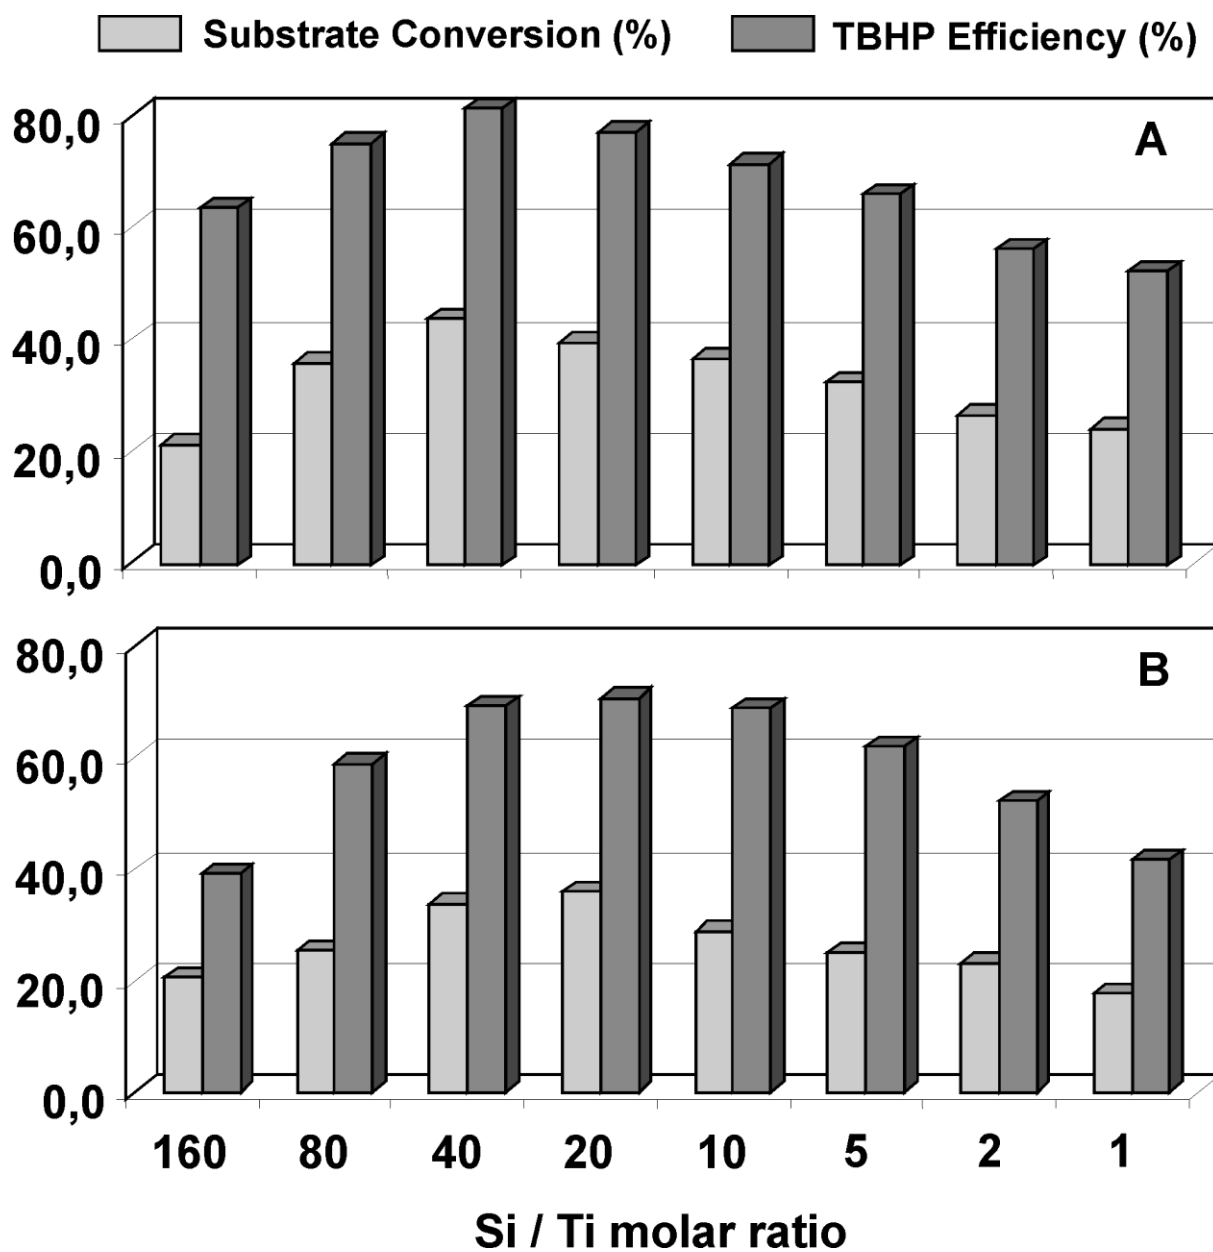 Substrate Conversion (%) TBHP Efficiency (%)
A
80,0
60,0
40,0
20,0
0,0
B
80,0
60,0
40,0
20,0
0,0
160 80 40 20 10 5 2 1
Si / Ti molar ratio